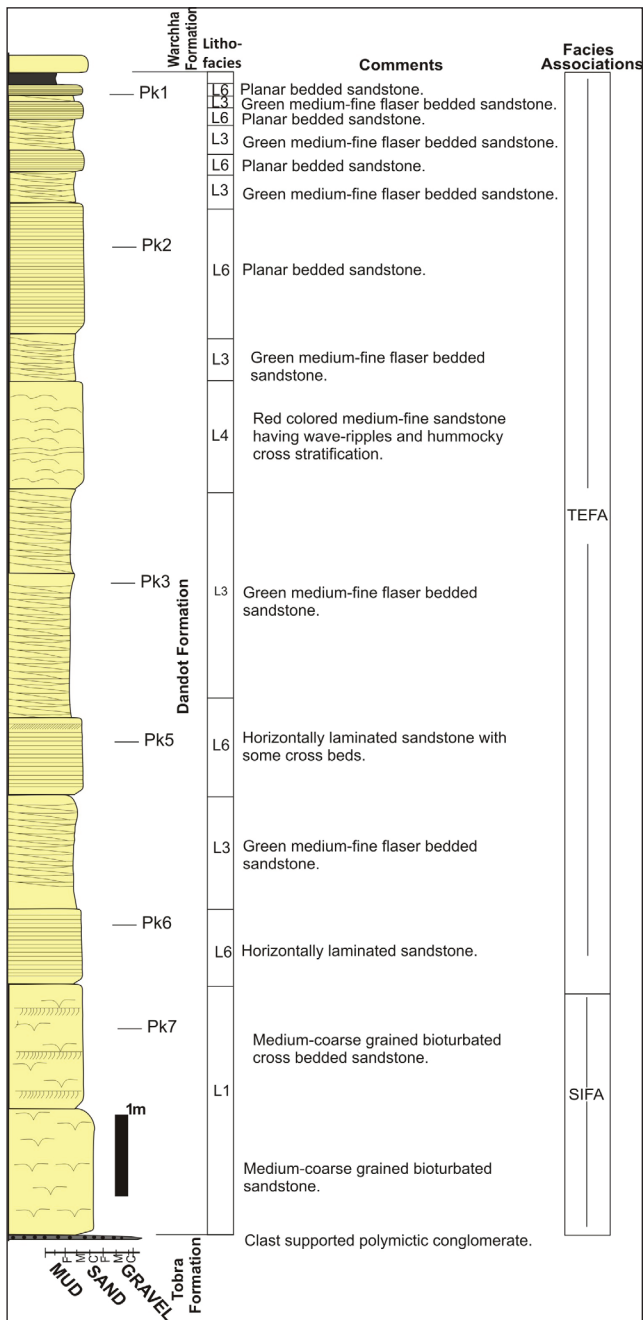 Warchha
Formation
Litho-
facies
Comments
Facies
Associations
Pk1
L6
Planar bedded sandstone.
L3
Green medium-fine flaser bedded sandstone.
L6
Planar bedded sandstone.
L3
Green medium-fine flaser bedded sandstone.
L6
Planar bedded sandstone.
L3
Green medium-fine flaser bedded sandstone.
Pk2
L6
Planar bedded sandstone.
L3
Green medium-fine flaser bedded
sandstone.
L4
Red colored medium-fine sandstone
having wave-ripples and hummocky
cross stratification.
TEFA
Pk3
Dandot Formation
L3
Green medium-fine flaser bedded
sandstone.
Pk5
L6
Horizontally laminated sandstone with
some cross beds.
L3
Green medium-fine flaser bedded
sandstone.
Pk6
L6
Horizontally laminated sandstone.
Pk7
Medium-coarse grained bioturbated
cross bedded sandstone.
L1
SIFA
1m
Medium-coarse grained bioturbated
sandstone.
Clast supported polymictic conglomerate.
F M C F M C
MUD SAND GRAVEL
Tobra
Formation